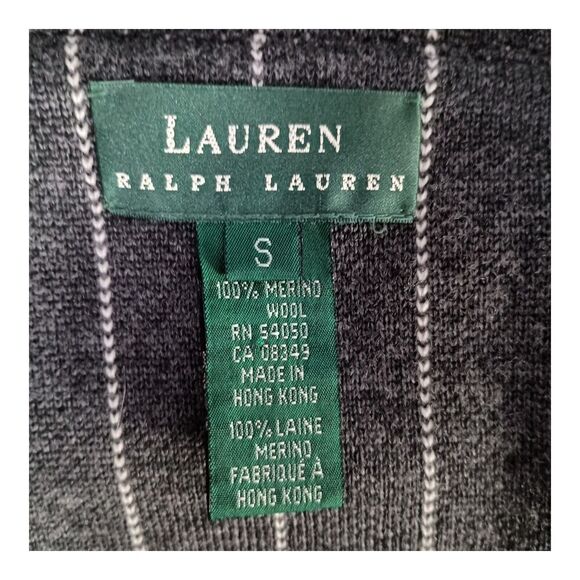 LAUREN
RALPH LAUREN
S
100% MERINO
WOOL
RN 54050
CA 08349
MADE IN
HONG KONG
100% LAINE
MERINO
FABRIQUÉ À
HONG KONG